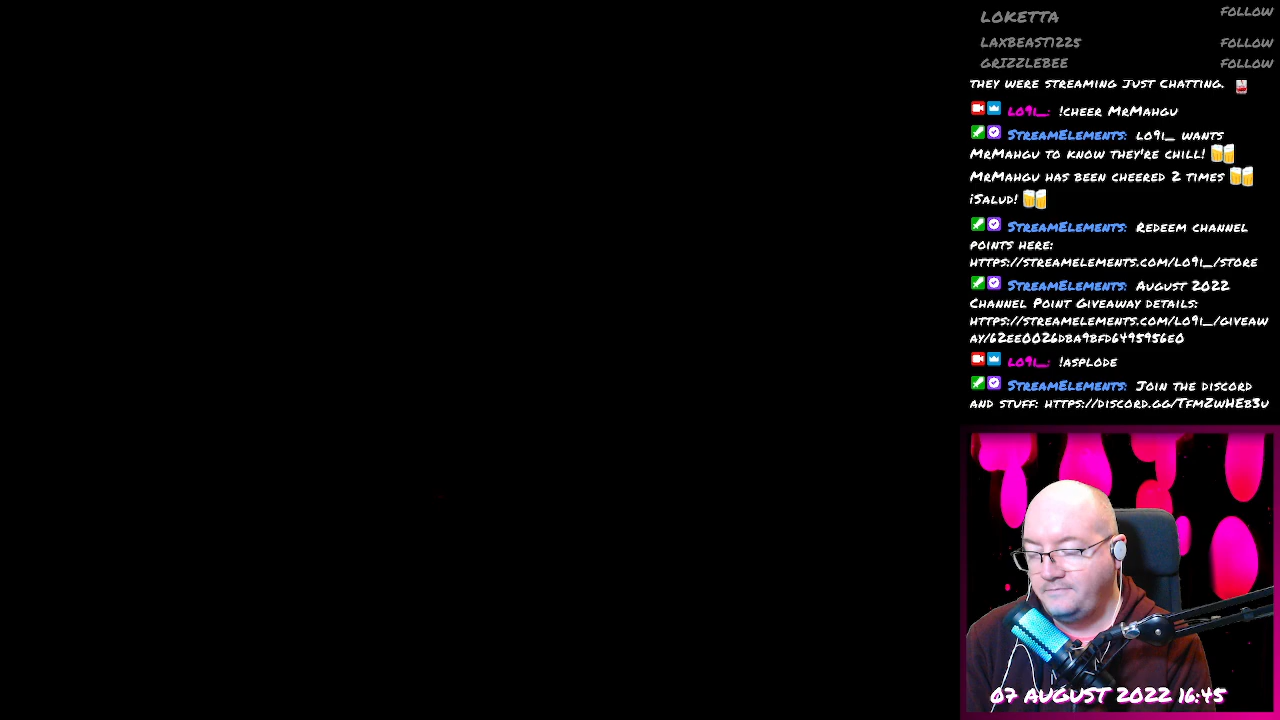 LOKETTA FOLLOW
LAXBEAST1225 FOLLOW
GRIZZLEBEE FOLLOW
THEY WERE STREAMING JUST CHATTING.
LO91_: !CHEER MRMAHGU
STREAMELEMENTS: LO91_ WANTS
MRMAHGU TO KNOW THEY'RE CHILL!
MRMAHGU HAS BEEN CHEERED 2 TIMES
¡SALUD!
STREAMELEMENTS: REDEEM CHANNEL
POINTS HERE:
HTTPS://STREAMELEMENTS.COM/LO91_/STORE
STREAMELEMENTS: AUGUST 2022
CHANNEL POINT GIVEAWAY DETAILS:
HTTPS://STREAMELEMENTS.COM/LO91_/GIVEAW
AY/62EE0026DBA9BFD6495956E0
LO91_: !ASPLODE
STREAMELEMENTS: JOIN THE DISCORD
AND STUFF: HTTPS://DISCORD.GG/TFMZWHEB3U
07 AUGUST 2022 16:45